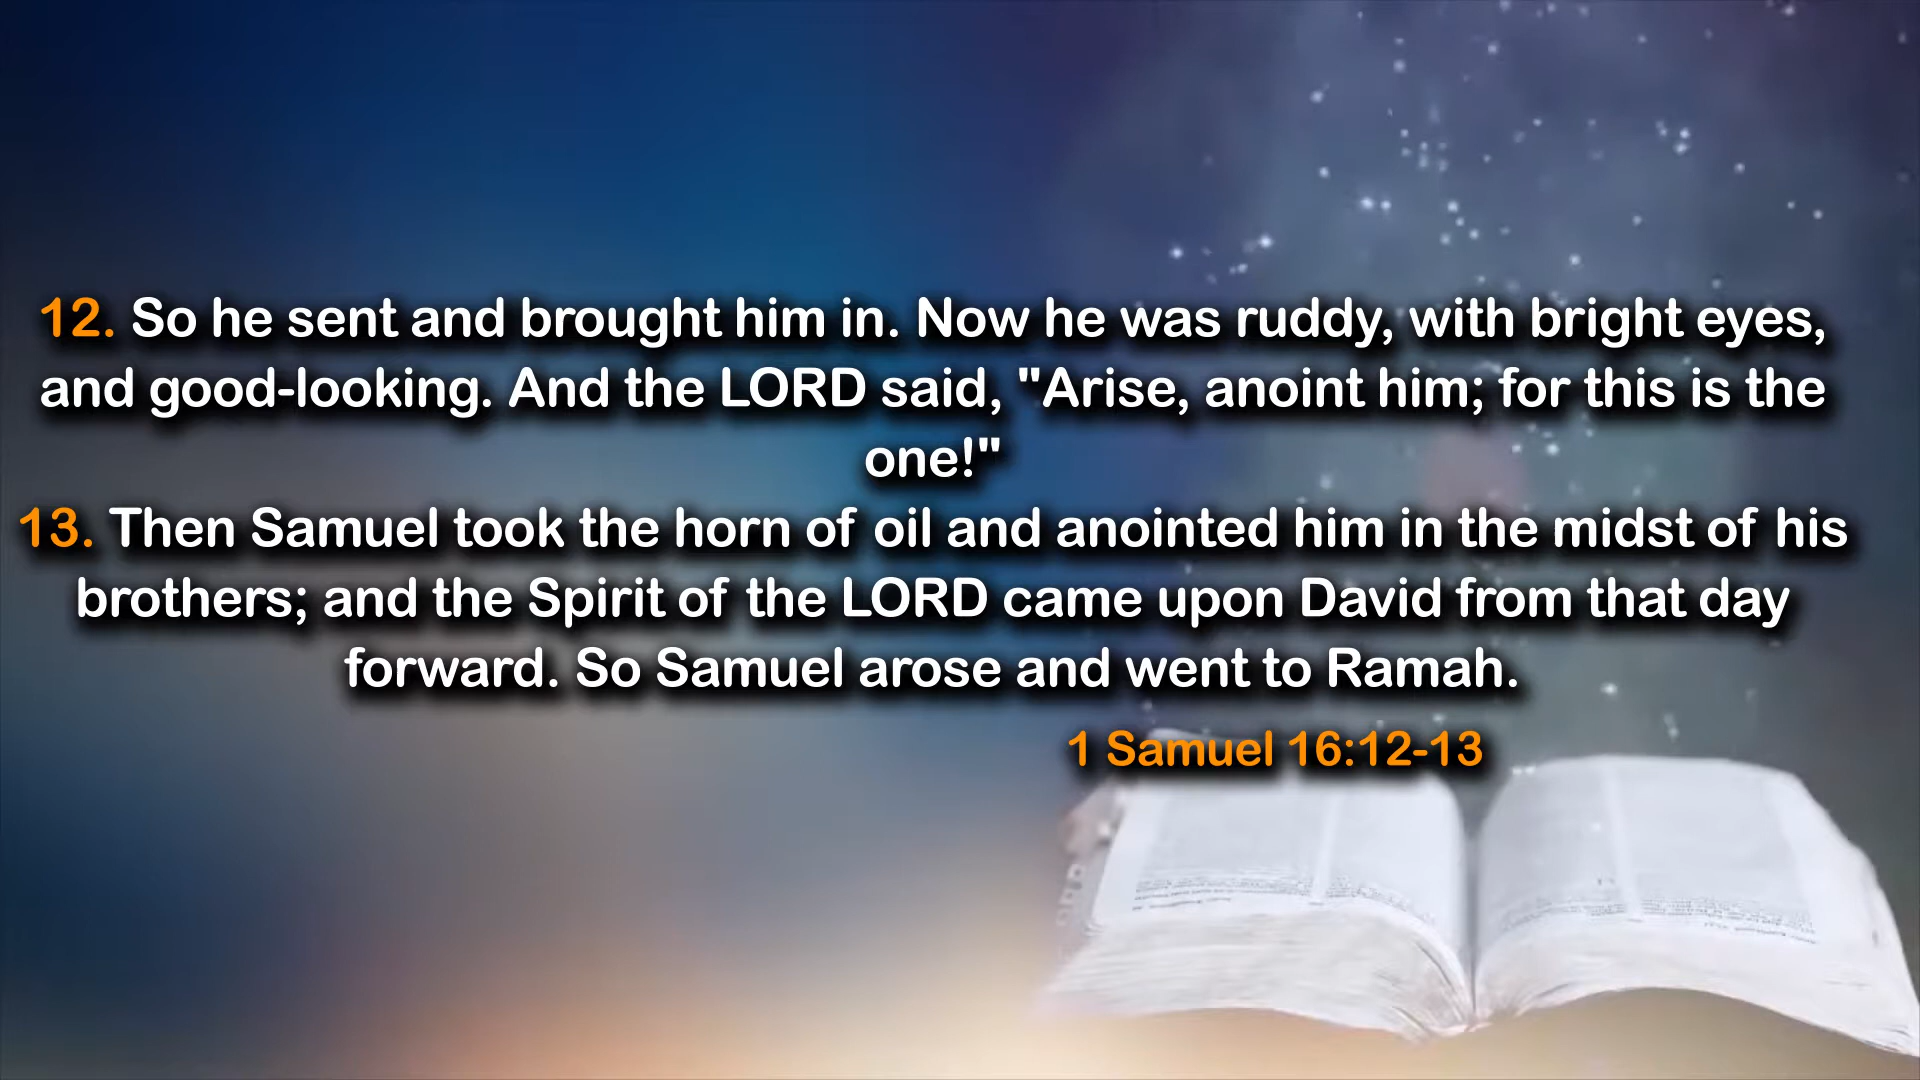 12. So he sent and brought him in. Now he was ruddy, with bright eyes,
and good-looking. And the LORD said, "Arise, anoint him; for this is the
one!"
13. Then Samuel took the horn of oil and anointed him in the midst of his
brothers; and the Spirit of the LORD came upon David from that day
forward. So Samuel arose and went to Ramah.
1 Samuel 16:12-13